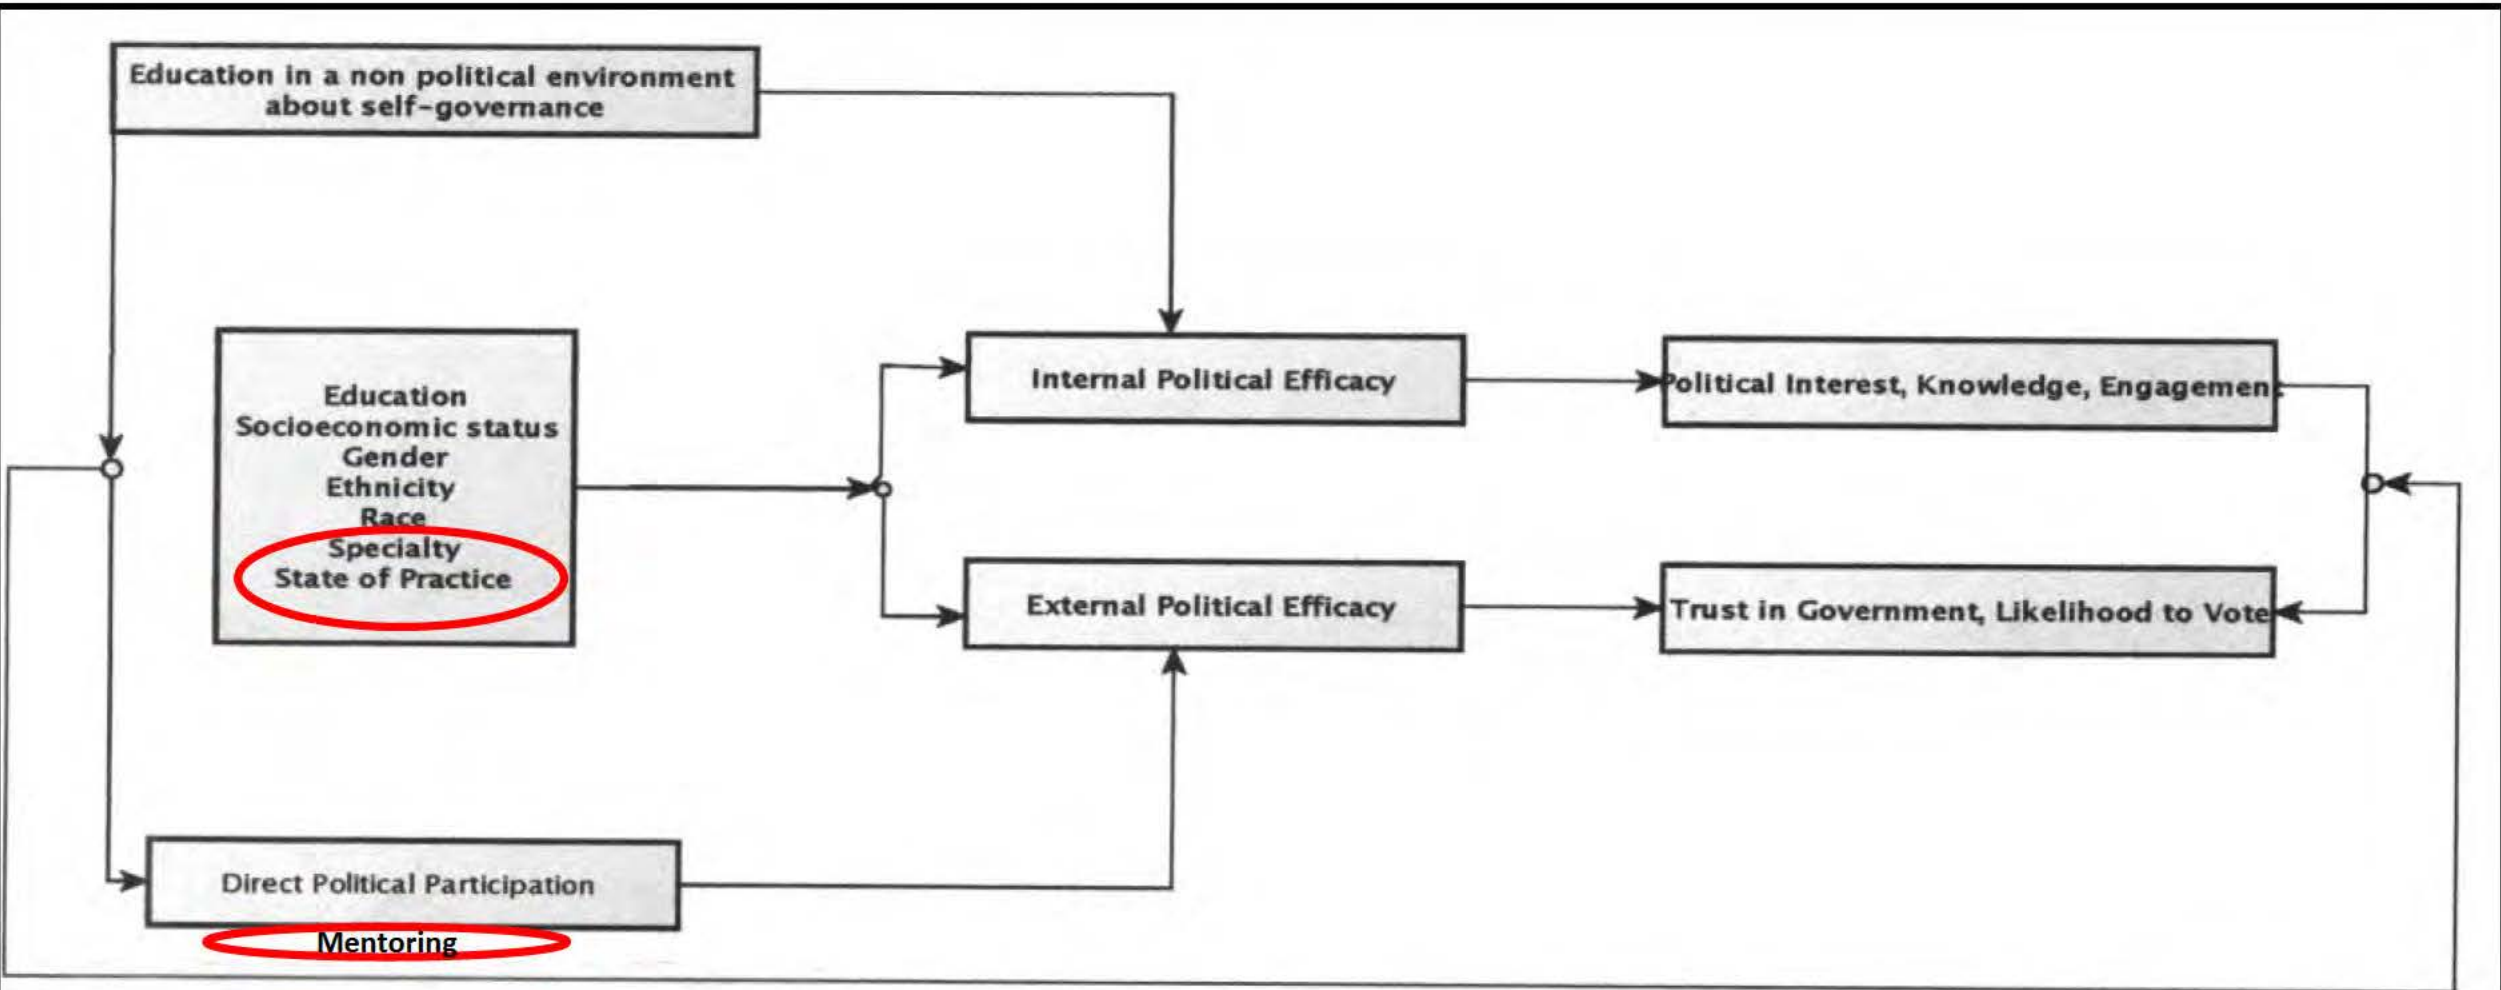 Education in a non political environment
about self-governance
Education
Socioeconomic status
Gender
Ethnicity
Race
Specialty
State of Practice
Internal Political Efficacy
Political Interest, Knowledge, Engagement
External Political Efficacy
Trust in Government, Likelihood to Vote
Direct Political Participation
Mentoring